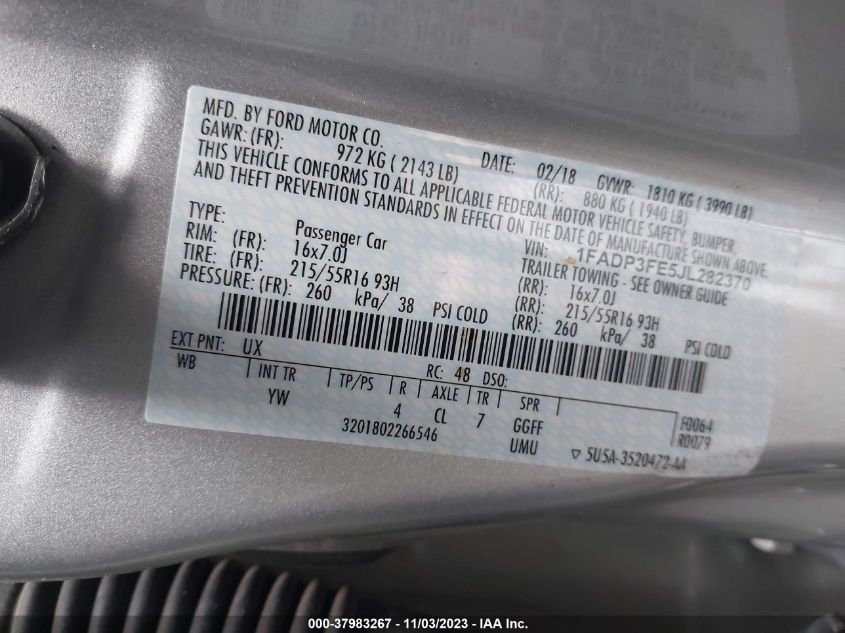 MFD. BY FORD MOTOR CO.
DATE: 02/18 GVWR: 1810 KG ( 3990 LB)
GAWR: (FR): 972 KG ( 2143 LB) (RR): 880 KG ( 1940 LB)
THIS VEHICLE CONFORMS TO ALL APPLICABLE FEDERAL MOTOR VEHICLE SAFETY, BUMPER,
AND THEFT PREVENTION STANDARDS IN EFFECT ON THE DATE OF MANUFACTURE SHOWN ABOVE.
VIN: 1FADP3FE5JL282370
TYPE: Passenger Car TRAILER TOWING - SEE OWNER GUIDE
RIM: (FR): 16x7.0J (RR): 16x7.0J
TIRE: (FR): 215/55R16 93H (RR): 215/55R16 93H
PRESSURE: (FR): 260 kPa/ 38 PSI COLD (RR): 260 kPa/ 38 PSI COLD
EXT PNT: UX RC: 48 DSO:
WB INT TR TP/PS R AXLE TR SPR
YW 4 CL 7 GGFF F0064
3201802266546 UMU R0079
▽ 5U5A-3520472-AA
000-37983267 - 11/03/2023 - IAA Inc.